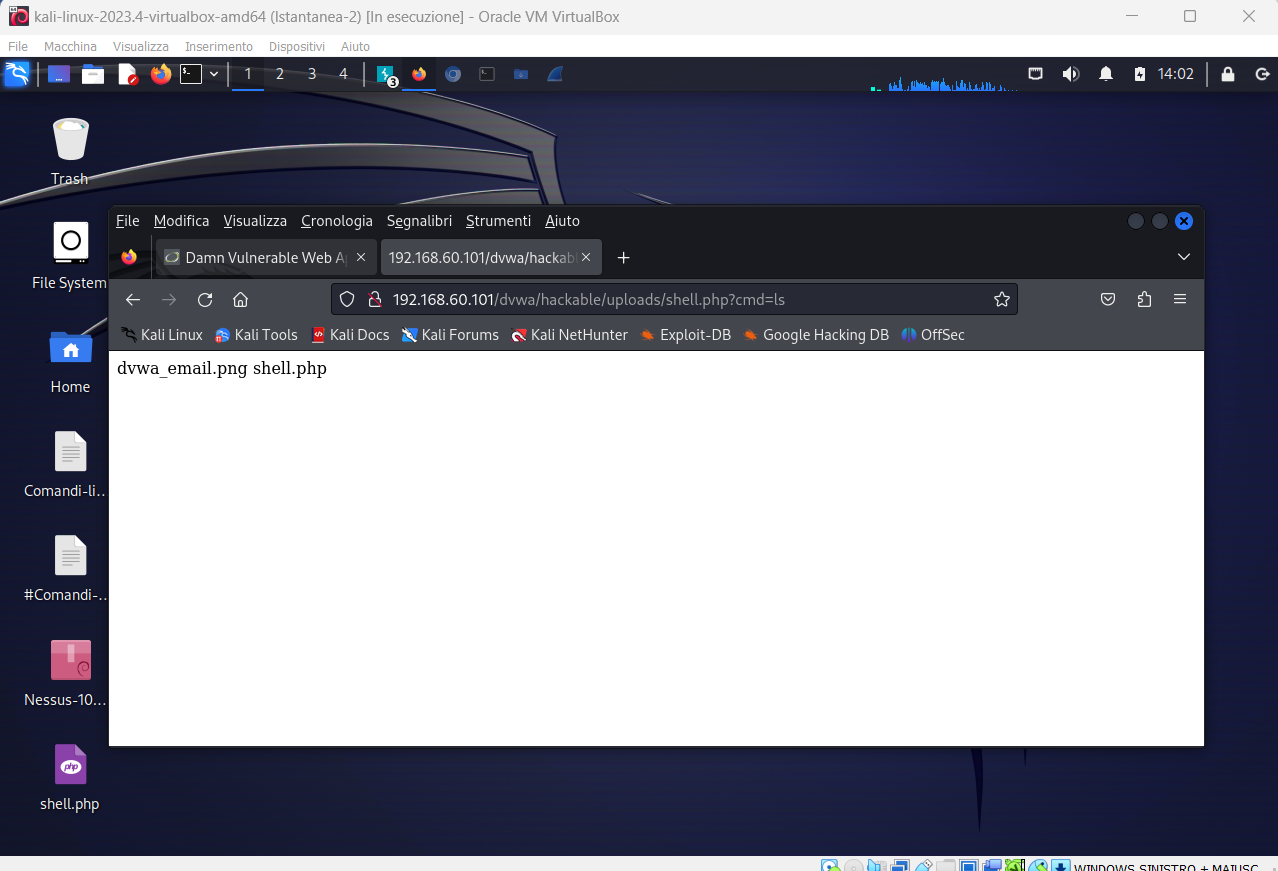 kali-linux-2023.4-virtualbox-amd64 (Istantanea-2) [In esecuzione] - Oracle VM VirtualBox
File Macchina Visualizza Inserimento Dispositivi Aiuto
1 2 3 4 3 14:02
Trash
File System
Home
Comandi-li...
#Comandi-...
Nessus-10...
php
shell.php
File Modifica Visualizza Cronologia Segnalibri Strumenti Aiuto
Damn Vulnerable Web A 192.168.60.101/dvwa/hackab
192.168.60.101/dvwa/hackable/uploads/shell.php?cmd=ls
Kali Linux Kali Tools Kali Docs Kali Forums Kali NetHunter Exploit-DB Google Hacking DB OffSec
dvwa_email.png shell.php
WINDOWS SINISTRO + MAIUSC